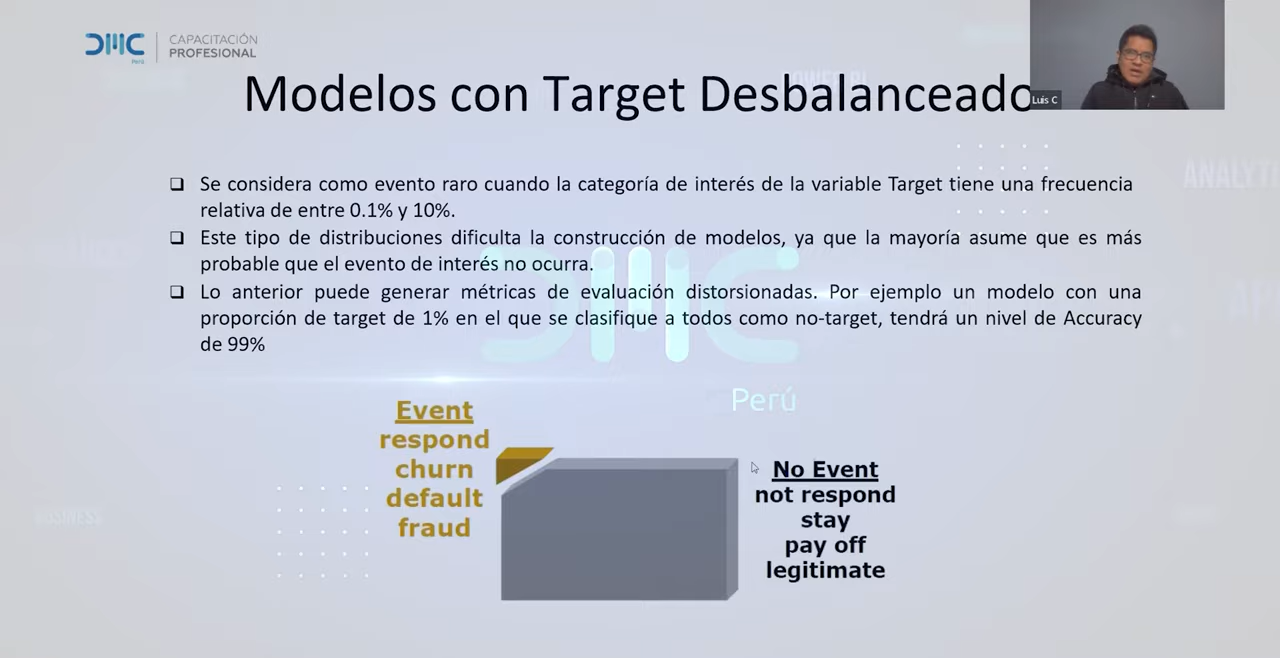 DMC
Perú
CAPACITACIÓN
PROFESIONAL
Modelos con Target Desbalanceado
Luis C
❑ Se considera como evento raro cuando la categoría de interés de la variable Target tiene una frecuencia
relativa de entre 0.1% y 10%.
❑ Este tipo de distribuciones dificulta la construcción de modelos, ya que la mayoría asume que es más
probable que el evento de interés no ocurra.
❑ Lo anterior puede generar métricas de evaluación distorsionadas. Por ejemplo un modelo con una
proporción de target de 1% en el que se clasifique a todos como no-target, tendrá un nivel de Accuracy
de 99%
DMC
Perú
Event
respond
churn
default
fraud
No Event
not respond
stay
pay off
legitimate
POWER BI
ANALYT
BUSINESS